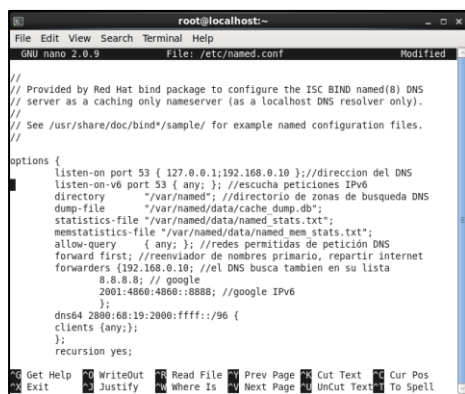 root@localhost:~
File Edit View Search Terminal Help
GNU nano 2.0.9 File: /etc/named.conf Modified
//
// Provided by Red Hat bind package to configure the ISC BIND named(8) DNS
// server as a caching only nameserver (as a localhost DNS resolver only).
//
// See /usr/share/doc/bind*/sample/ for example named configuration files.
//
options {
listen-on port 53 { 127.0.0.1;192.168.0.10 };//direccion del DNS
listen-on-v6 port 53 { any; }; //escucha peticiones IPv6
directory "/var/named"; //directorio de zonas de busqueda DNS
dump-file "/var/named/data/cache_dump.db";
statistics-file "/var/named/data/named_stats.txt";
memstatistics-file "/var/named/data/named_mem_stats.txt";
allow-query { any; }; //redes permitidas de petición DNS
forward first; //reenviador de nombres primario, repartir internet
forwarders {192.168.0.10; //el DNS busca tambien en su lista
8.8.8.8; // google
2001:4860:4860::8888; //google IPv6
};
dns64 2800:68:19:2000:ffff::/96 {
clients {any;};
};
recursion yes;
^G Get Help ^O WriteOut ^R Read File ^Y Prev Page ^K Cut Text ^C Cur Pos
^X Exit ^J Justify ^W Where Is ^V Next Page ^U UnCut Text ^T To Spell